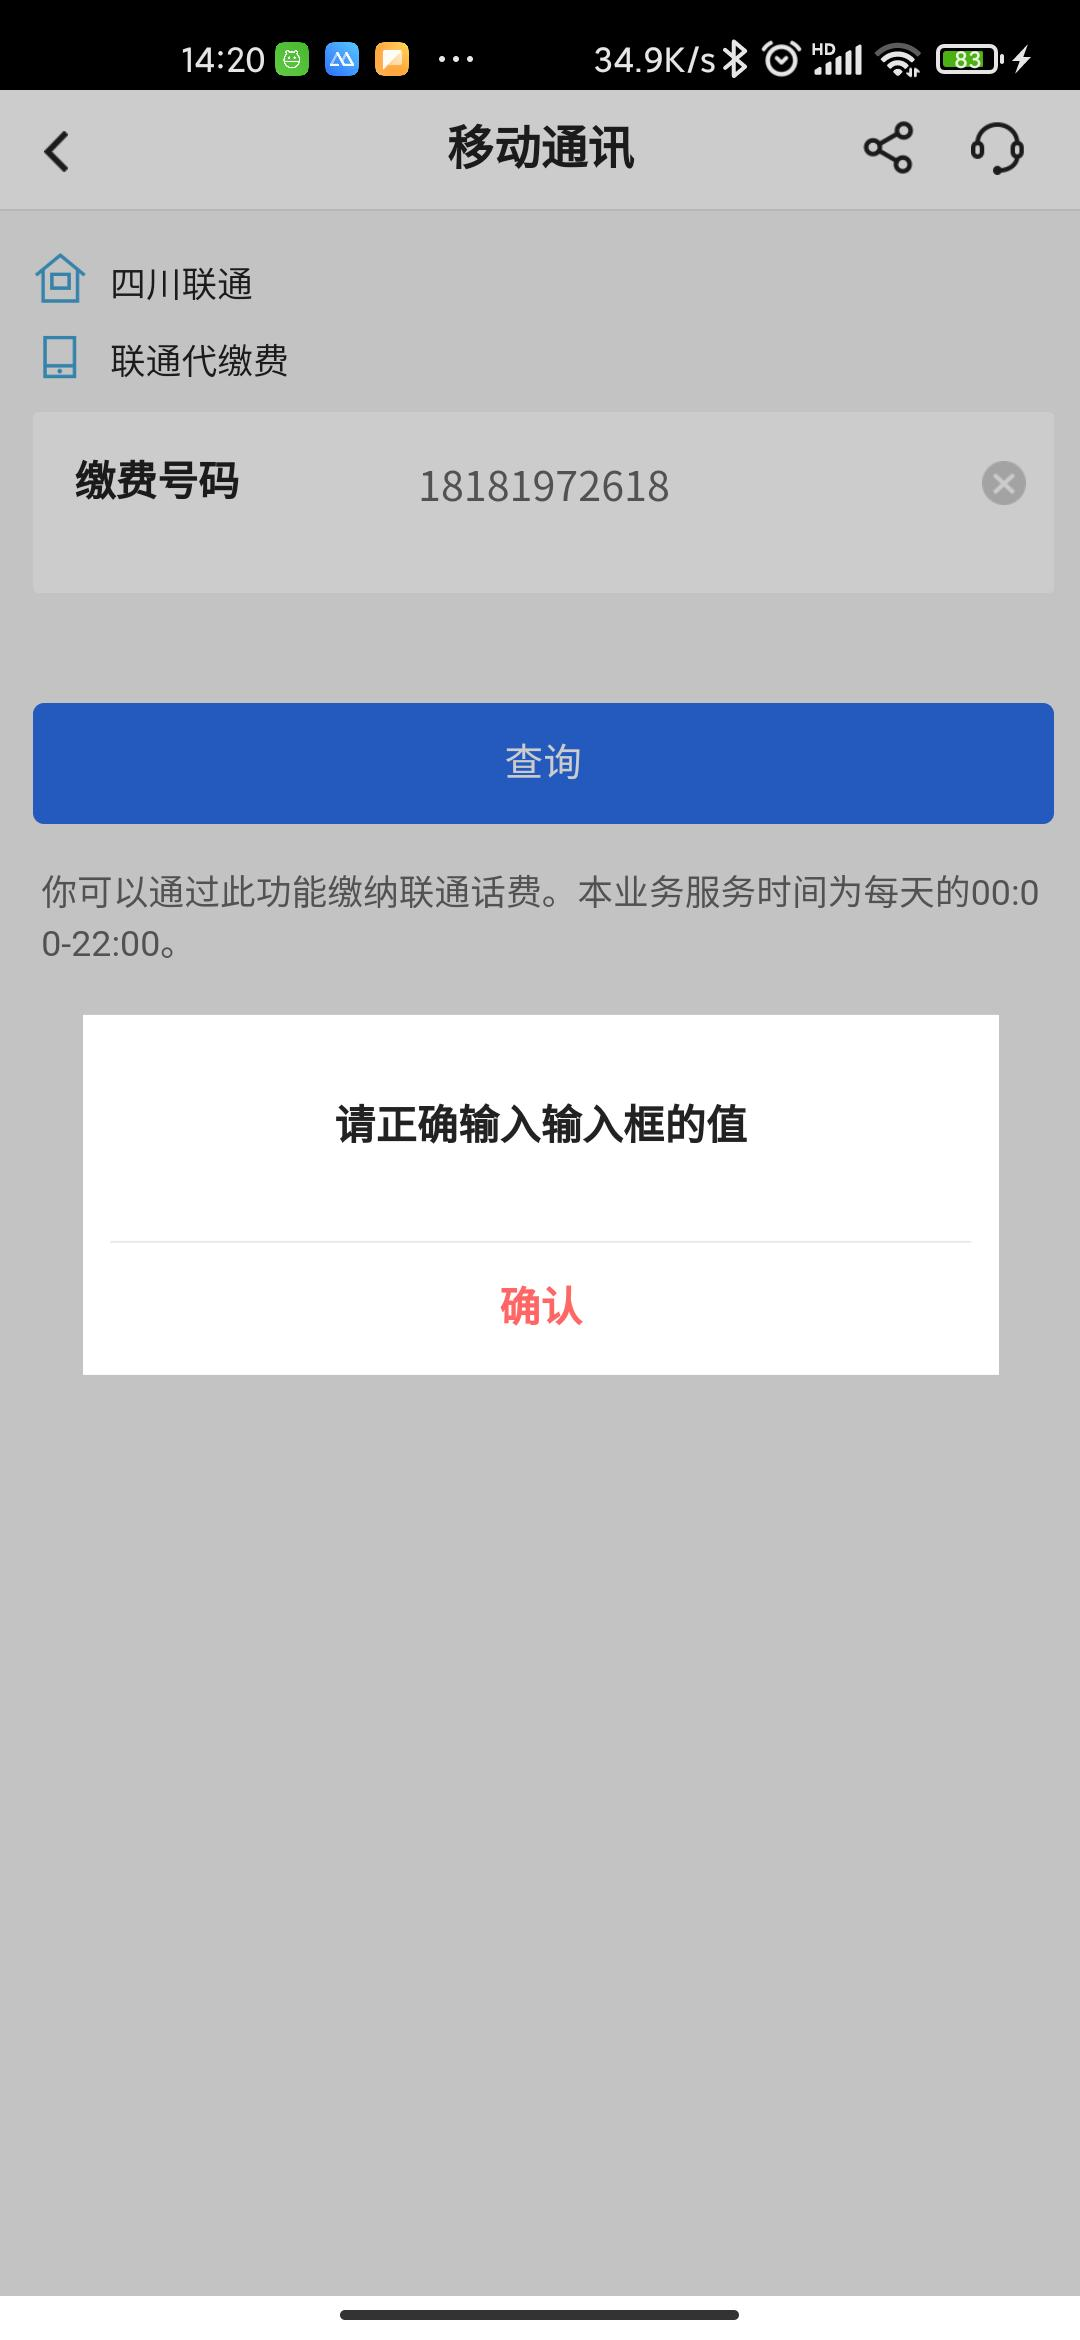 14:20
34.9K/s
HD
83
移动通讯
四川联通
联通代缴费
缴费号码 18181972618
查询
你可以通过此功能缴纳联通话费。本业务服务时间为每天的00:0
0-22:00。
请正确输入输入框的值
确认